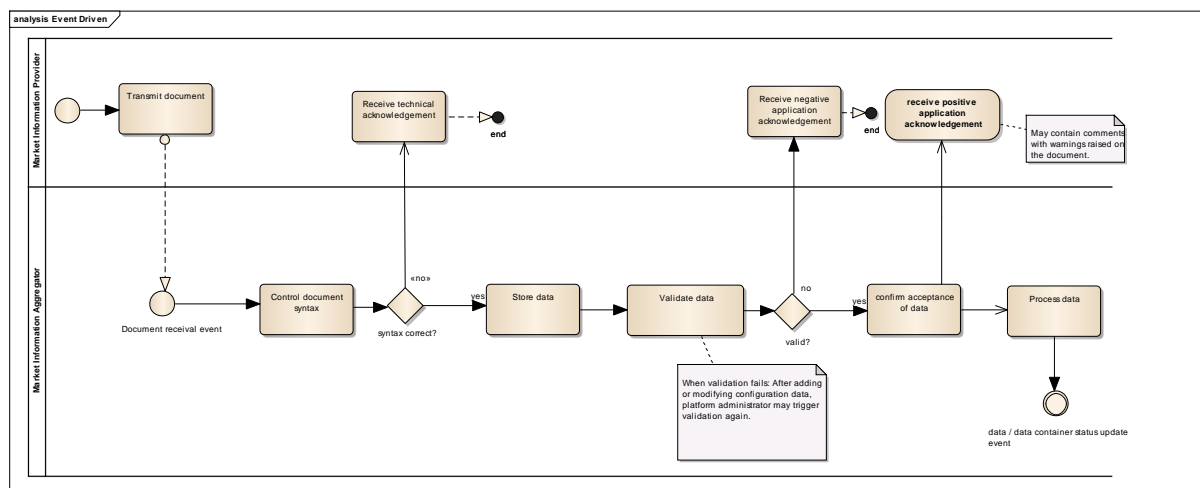 analysis Event Driven
Market Information Provider
Transmit document
Receive technical
acknowledgement
end
Receive negative
application
acknowledgement
end
receive positive
application
acknowledgement
May contain comments
with warnings raised on
the document.
Market Information Aggregator
Document receival event
Control document
syntax
«no»
syntax correct?
yes
Store data
Validate data
no
valid?
yes
confirm acceptance
of data
Process data
When validation fails: After adding
or modifying configuration data,
platform administrator may trigger
validation again.
data / data container status update
event